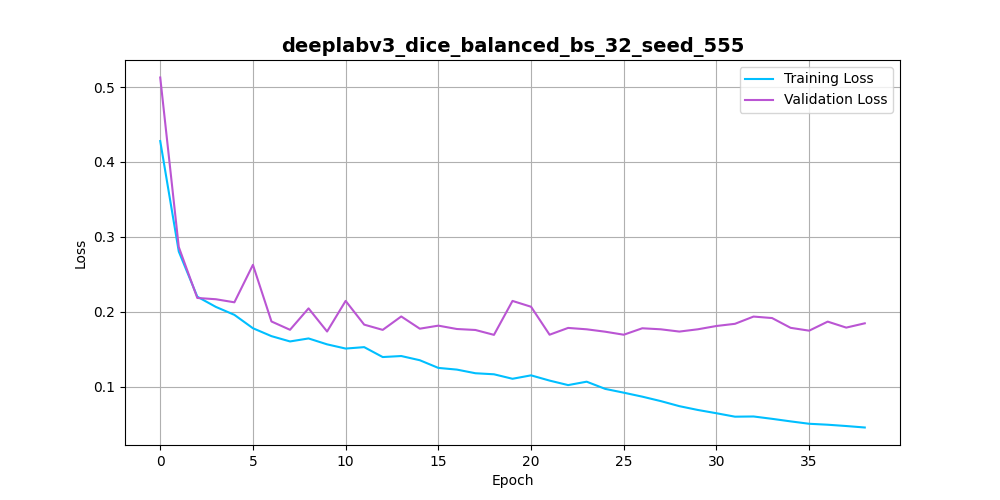 deeplabv3_dice_balanced_bs_32_seed_555
Training Loss
Validation Loss
0.5
0.4
0.3
0.2
0.1
Loss
0 5 10 15 20 25 30 35
Epoch